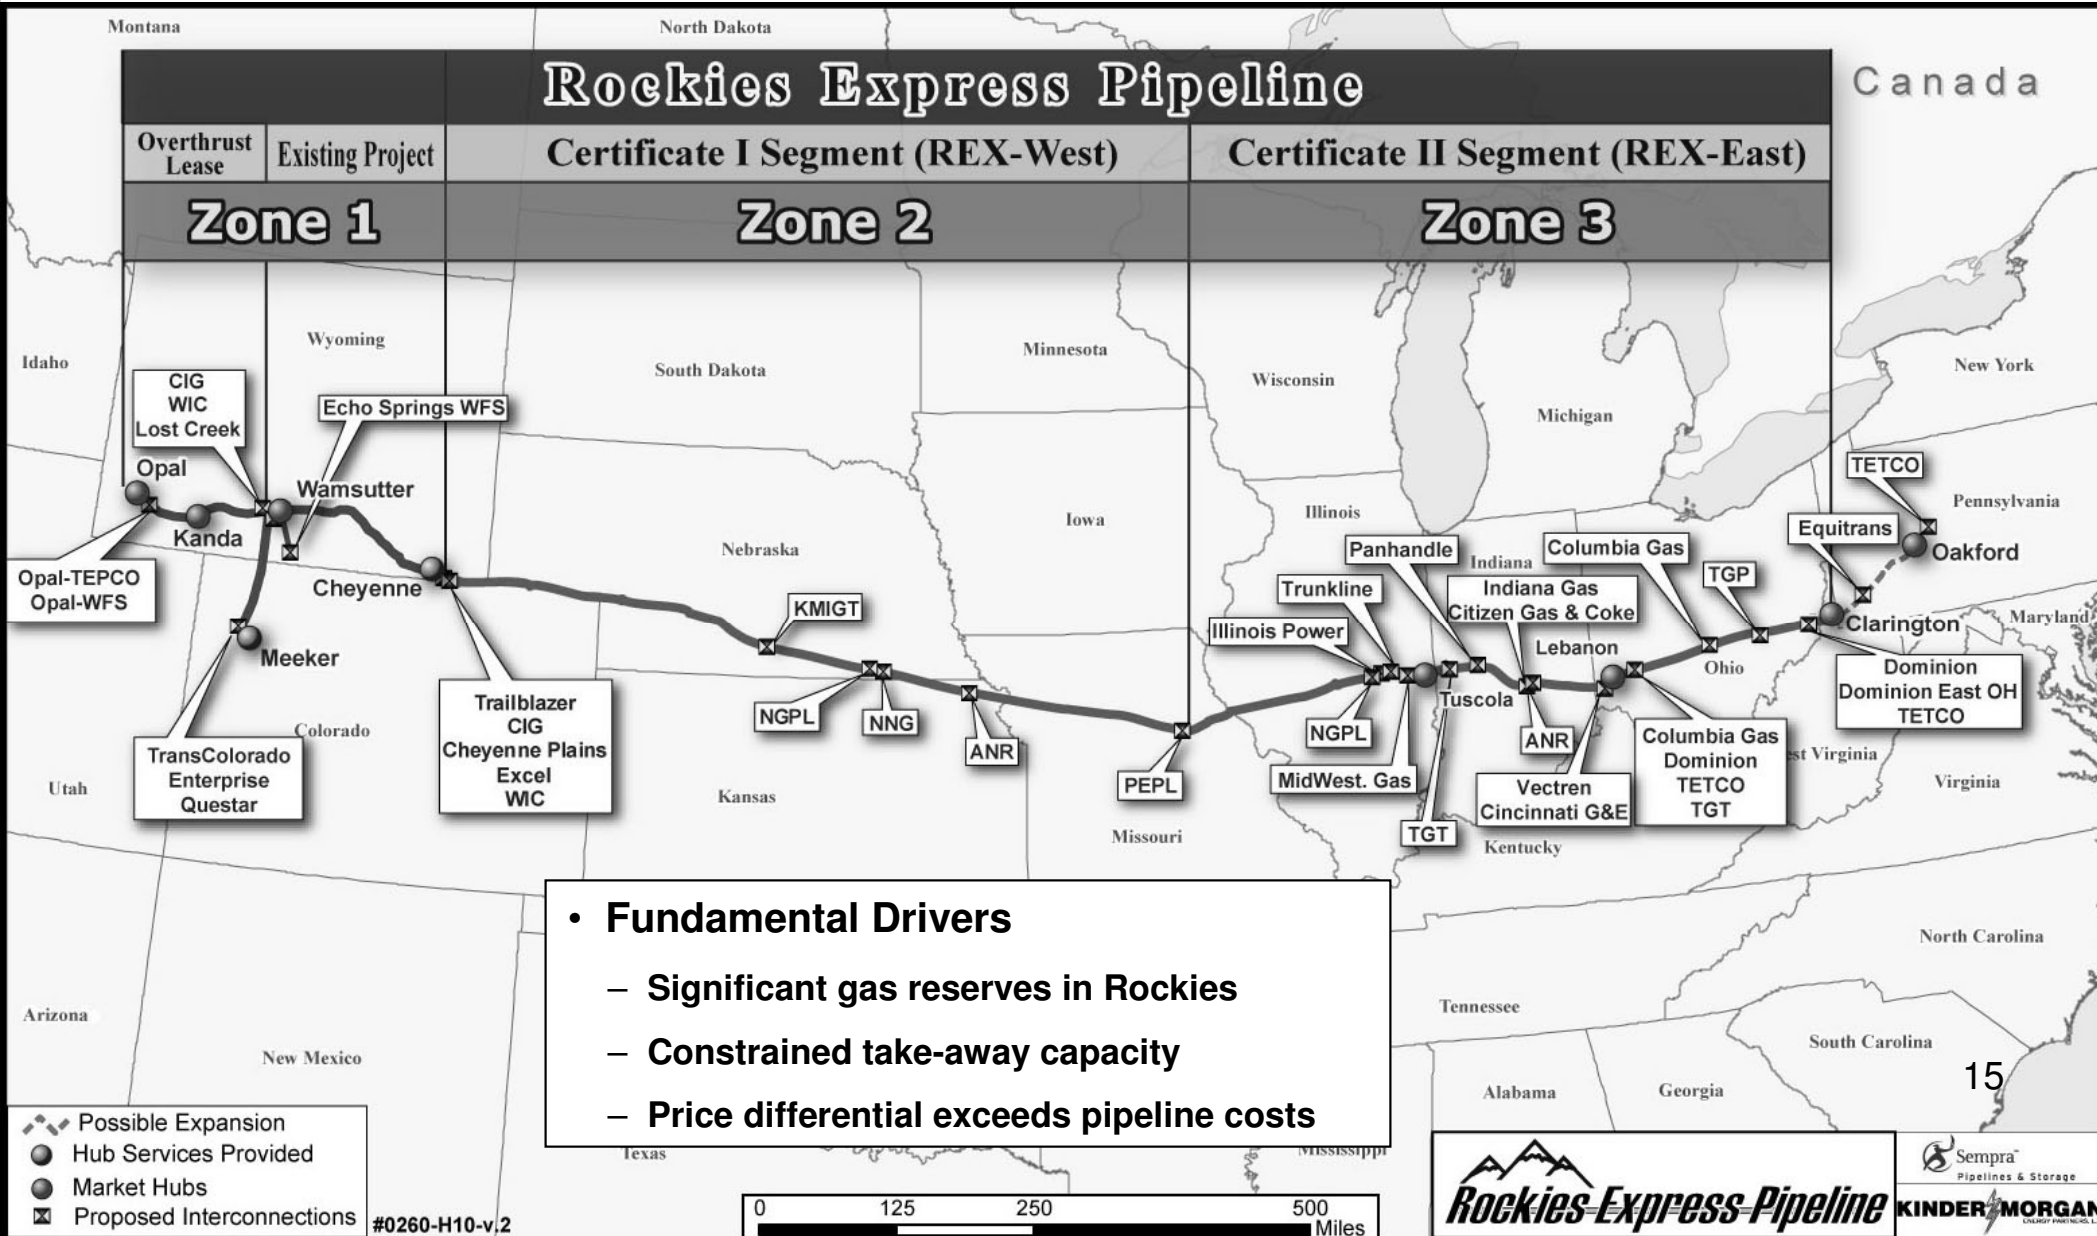 Montana
North Dakota
Canada
Rockies Express Pipeline
Overthrust
Lease
Existing Project
Certificate I Segment (REX-West)
Certificate II Segment (REX-East)
Zone 1
Zone 2
Zone 3
Idaho
Wyoming
South Dakota
Minnesota
Wisconsin
Michigan
New York
CIG
WIC
Lost Creek
Echo Springs WFS
Opal
Wamsutter
Kanda
Cheyenne
Opal-TEPCO
Opal-WFS
Meeker
TransColorado
Enterprise
Questar
Colorado
Utah
Trailblazer
CIG
Cheyenne Plains
Excel
WIC
Nebraska
Iowa
KMIGT
NGPL
NNG
ANR
Kansas
PEPL
Missouri
Illinois
Illinois Power
Trunkline
Panhandle
NGPL
MidWest. Gas
TGT
Tuscola
Indiana
Indiana Gas
Citizen Gas & Coke
ANR
Lebanon
Vectren
Cincinnati G&E
Columbia Gas
Columbia Gas
Dominion
TETCO
TGT
TGP
Ohio
Kentucky
Equitrans
TETCO
Pennsylvania
Oakford
Clarington
Maryland
Dominion
Dominion East OH
TETCO
st Virginia
Virginia
• Fundamental Drivers
– Significant gas reserves in Rockies
– Constrained take-away capacity
– Price differential exceeds pipeline costs
North Carolina
Tennessee
South Carolina
15
Alabama
Georgia
Arizona
New Mexico
Texas
Mississippi
Possible Expansion
Hub Services Provided
Market Hubs
Proposed Interconnections
#0260-H10-v.2
0 125 250 500
Miles
Rockies Express Pipeline
Sempra
Pipelines & Storage
KINDER MORGAN